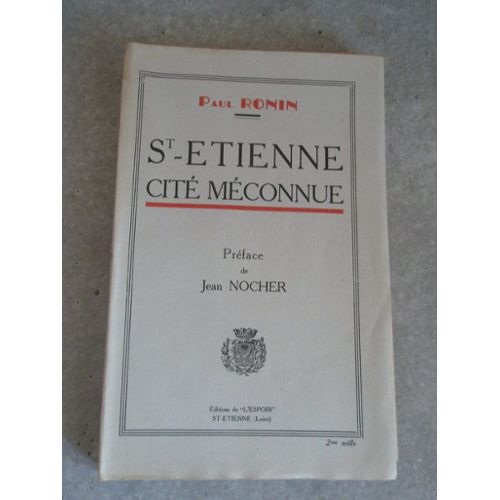 PAUL RONIN
ST-ETIENNE
CITÉ MÉCONNUE
Préface
de
Jean NOCHER
Editions de "L'ESPOIR"
ST-ETIENNE (Loire)
2me mille